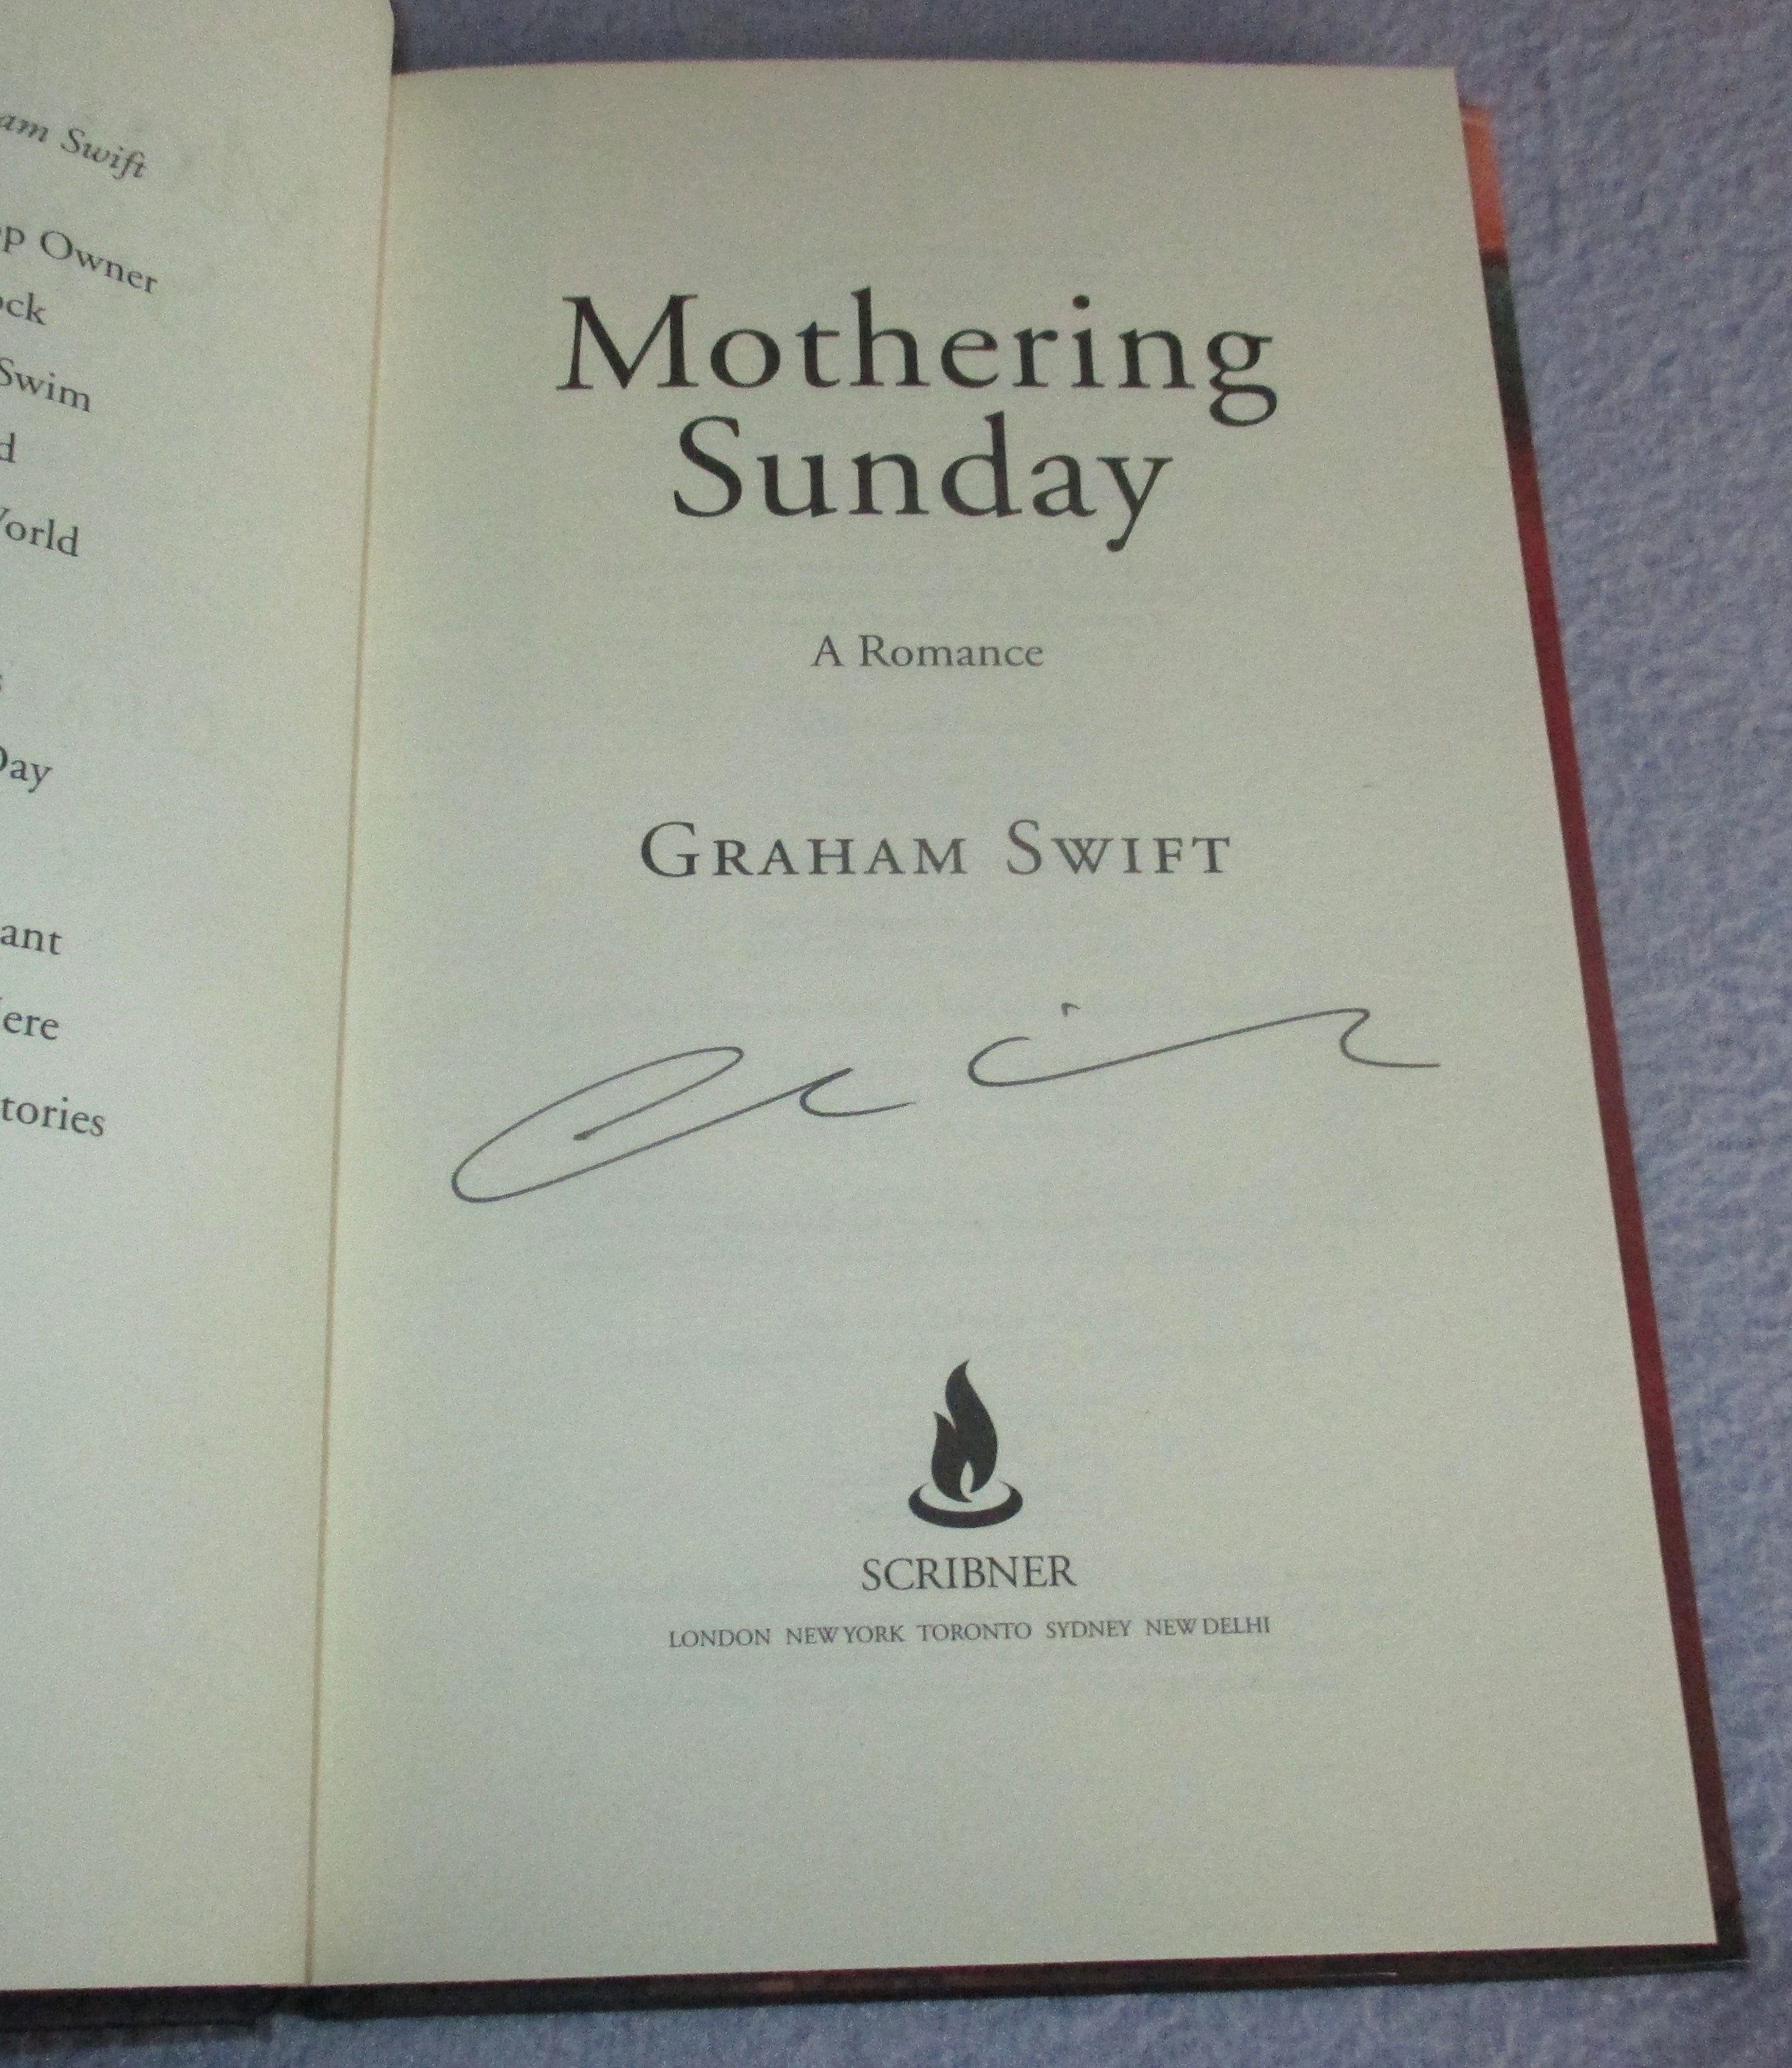 am Swift
p Owner
ock
Swim
d
orld
s
Day
ant
ere
tories
Mothering
Sunday
A Romance
GRAHAM SWIFT
SCRIBNER
LONDON NEW YORK TORONTO SYDNEY NEW DELHI